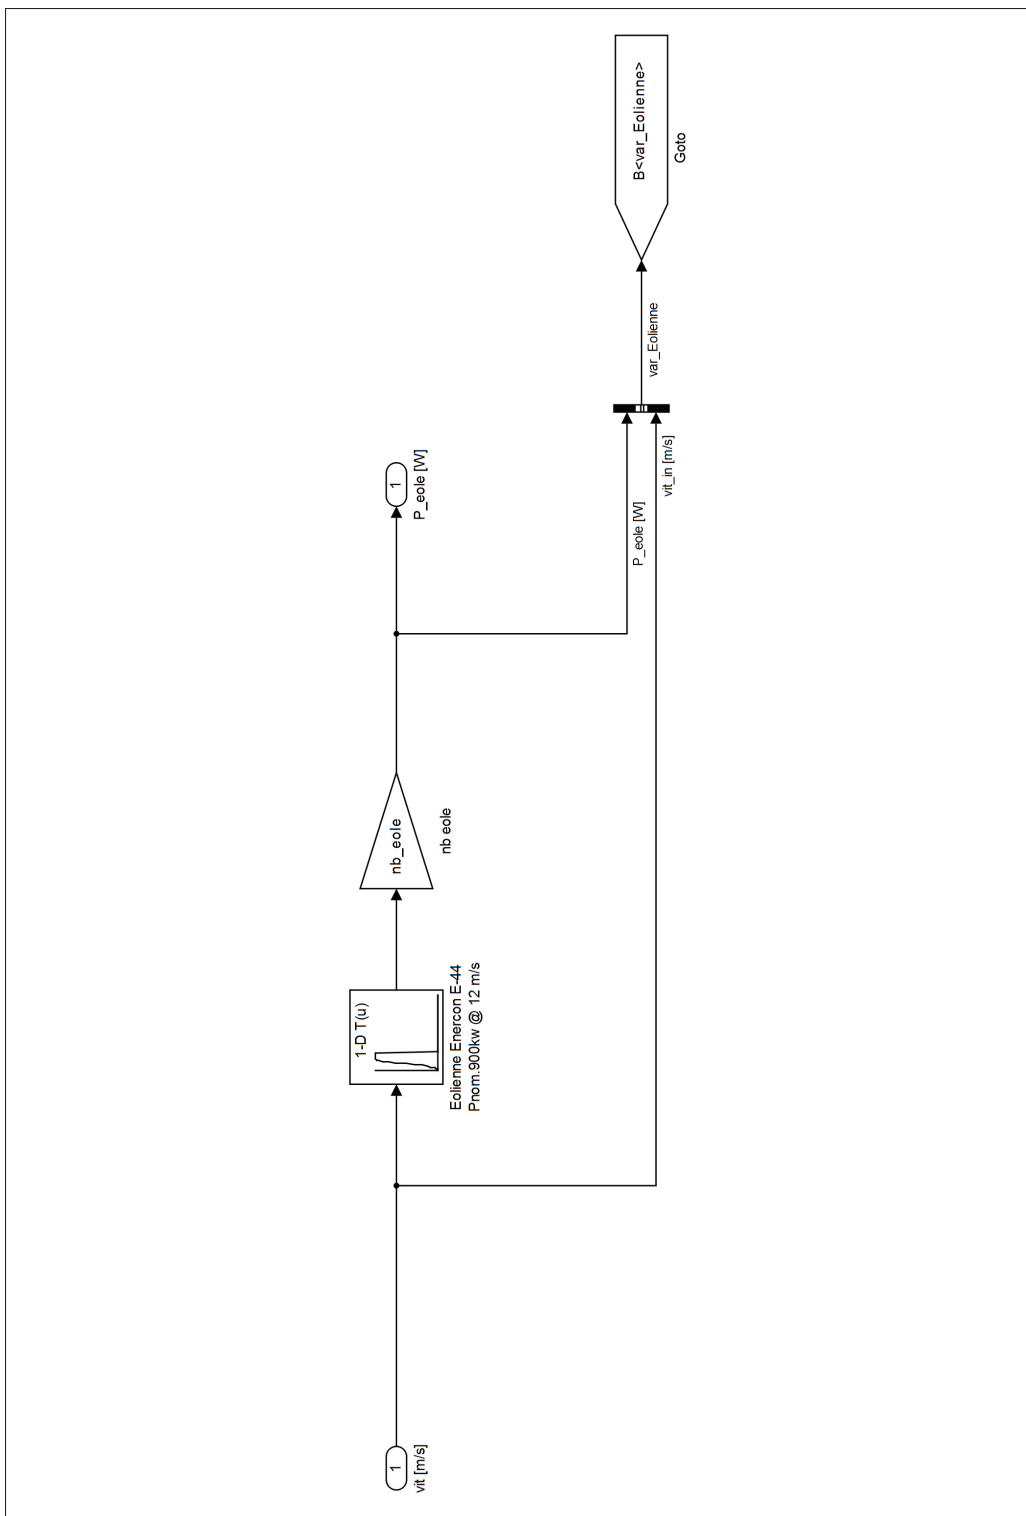 1
vit [m/s]
1-D T(u)
Eolienne Enercon E-44
Pnom.900kw @ 12 m/s
nb_eole
nb eole
1
P_eole [W]
P_eole [W]
vit_in [m/s]
var_Eolienne
B<var_Eolienne>
Goto